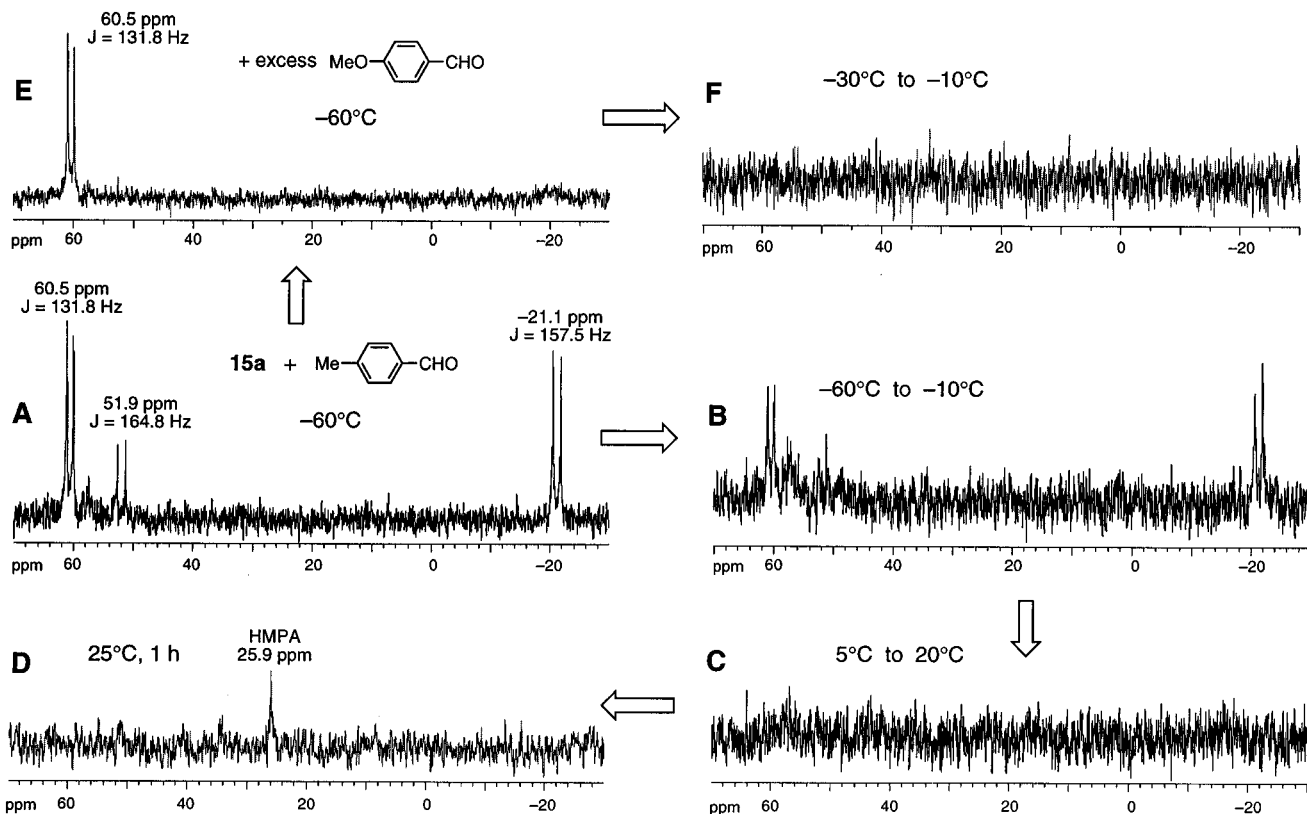 60.5 ppm
J = 131.8 Hz
+ excess MeO CHO
E
–60°C
ppm 60 40 20 0 –20
F
–30°C to –10°C
ppm 60 40 20 0 –20
60.5 ppm
J = 131.8 Hz
–21.1 ppm
J = 157.5 Hz
15a + Me CHO
51.9 ppm
J = 164.8 Hz
A
–60°C
ppm 60 40 20 0 –20
B
–60°C to –10°C
ppm 60 40 20 0 –20
D
25°C, 1 h
HMPA
25.9 ppm
ppm 60 40 20 0 –20
C
5°C to 20°C
ppm 60 40 20 0 –20